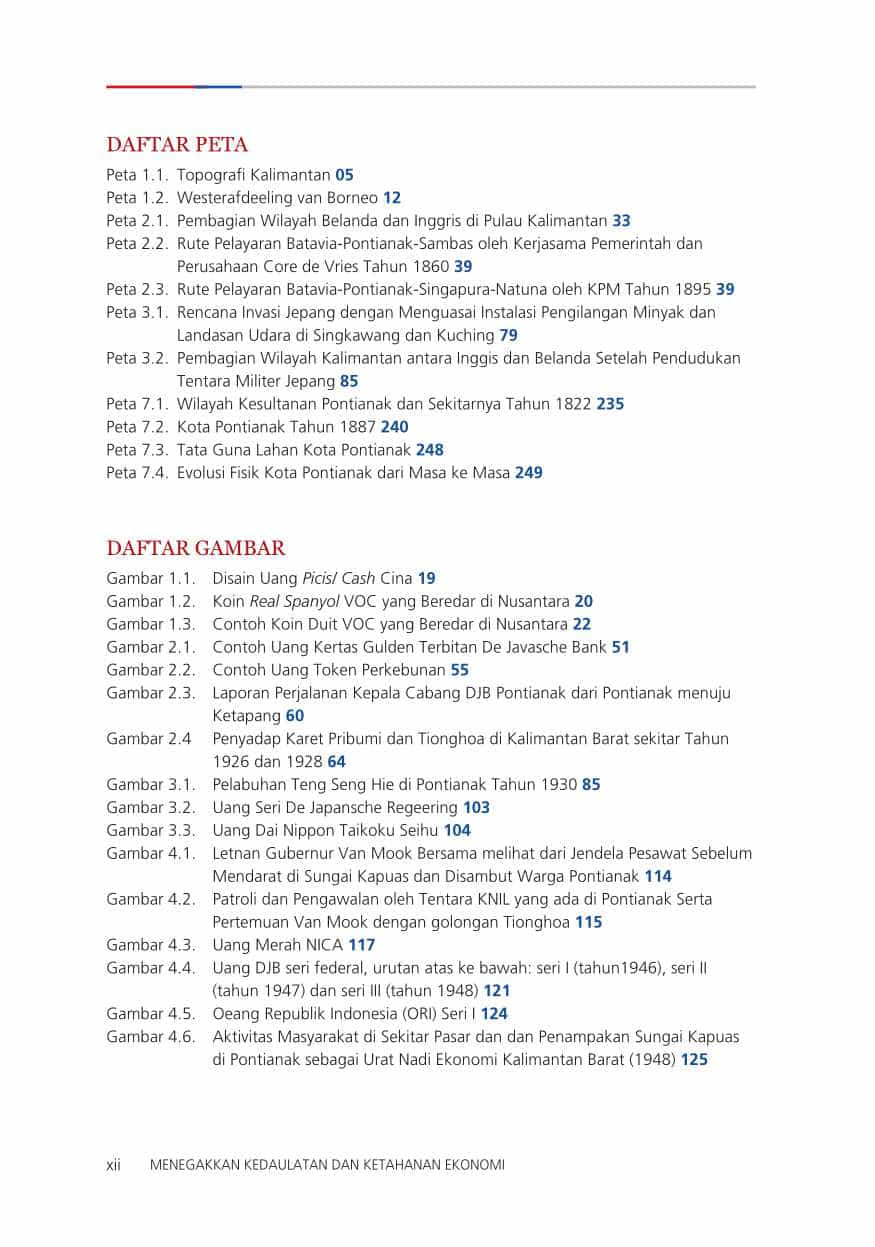 DAFTAR PETA
Peta 1.1. Topografi Kalimantan 05
Peta 1.2. Westerafdeeling van Borneo 12
Peta 2.1. Pembagian Wilayah Belanda dan Inggris di Pulau Kalimantan 33
Peta 2.2. Rute Pelayaran Batavia-Pontianak-Sambas oleh Kerjasama Pemerintah dan
Perusahaan Core de Vries Tahun 1860 39
Peta 2.3. Rute Pelayaran Batavia-Pontianak-Singapura-Natuna oleh KPM Tahun 1895 39
Peta 3.1. Rencana Invasi Jepang dengan Menguasai Instalasi Pengilangan Minyak dan
Landasan Udara di Singkawang dan Kuching 79
Peta 3.2. Pembagian Wilayah Kalimantan antara Inggis dan Belanda Setelah Pendudukan
Tentara Militer Jepang 85
Peta 7.1. Wilayah Kesultanan Pontianak dan Sekitarnya Tahun 1822 235
Peta 7.2. Kota Pontianak Tahun 1887 240
Peta 7.3. Tata Guna Lahan Kota Pontianak 248
Peta 7.4. Evolusi Fisik Kota Pontianak dari Masa ke Masa 249
DAFTAR GAMBAR
Gambar 1.1. Disain Uang Picis/ Cash Cina 19
Gambar 1.2. Koin Real Spanyol VOC yang Beredar di Nusantara 20
Gambar 1.3. Contoh Koin Duit VOC yang Beredar di Nusantara 22
Gambar 2.1. Contoh Uang Kertas Gulden Terbitan De Javasche Bank 51
Gambar 2.2. Contoh Uang Token Perkebunan 55
Gambar 2.3. Laporan Perjalanan Kepala Cabang DJB Pontianak dari Pontianak menuju
Ketapang 60
Gambar 2.4 Penyadap Karet Pribumi dan Tionghoa di Kalimantan Barat sekitar Tahun
1926 dan 1928 64
Gambar 3.1. Pelabuhan Teng Seng Hie di Pontianak Tahun 1930 85
Gambar 3.2. Uang Seri De Japansche Regeering 103
Gambar 3.3. Uang Dai Nippon Taikoku Seihu 104
Gambar 4.1. Letnan Gubernur Van Mook Bersama melihat dari Jendela Pesawat Sebelum
Mendarat di Sungai Kapuas dan Disambut Warga Pontianak 114
Gambar 4.2. Patroli dan Pengawalan oleh Tentara KNIL yang ada di Pontianak Serta
Pertemuan Van Mook dengan golongan Tionghoa 115
Gambar 4.3. Uang Merah NICA 117
Gambar 4.4. Uang DJB seri federal, urutan atas ke bawah: seri I (tahun1946), seri II
(tahun 1947) dan seri III (tahun 1948) 121
Gambar 4.5. Oeang Republik Indonesia (ORI) Seri I 124
Gambar 4.6. Aktivitas Masyarakat di Sekitar Pasar dan dan Penampakan Sungai Kapuas
di Pontianak sebagai Urat Nadi Ekonomi Kalimantan Barat (1948) 125
xii MENEGAKKAN KEDAULATAN DAN KETAHANAN EKONOMI